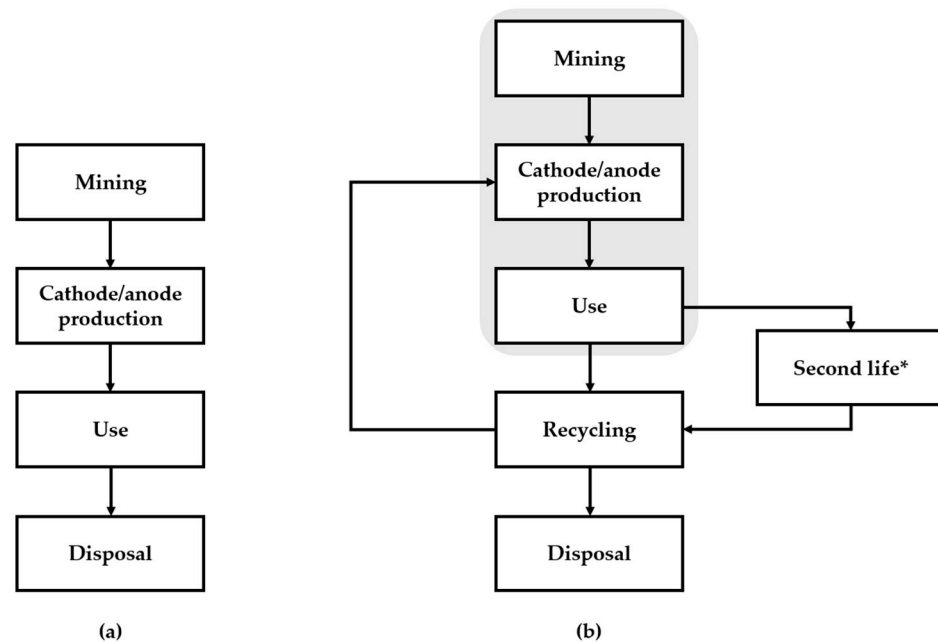 Mining
Cathode/anode
production
Use
Disposal
(a)
Mining
Cathode/anode
production
Use
Second life*
Recycling
Disposal
(b)